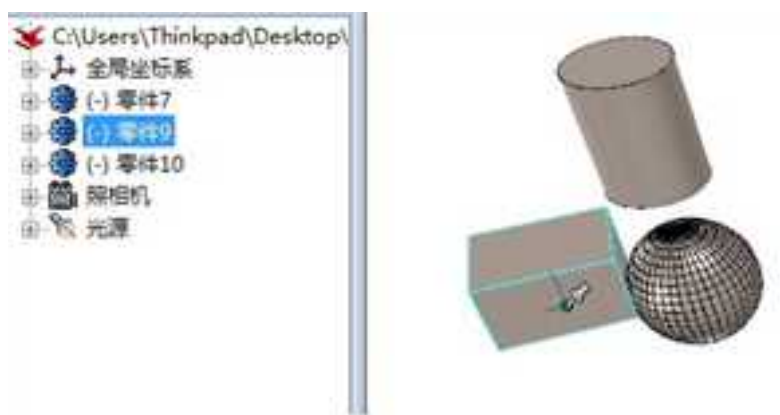 C:\Users\Thinkpad\Desktop\
全局坐标系
(-) 零件7
(-) 零件9
(-) 零件10
照相机
光源